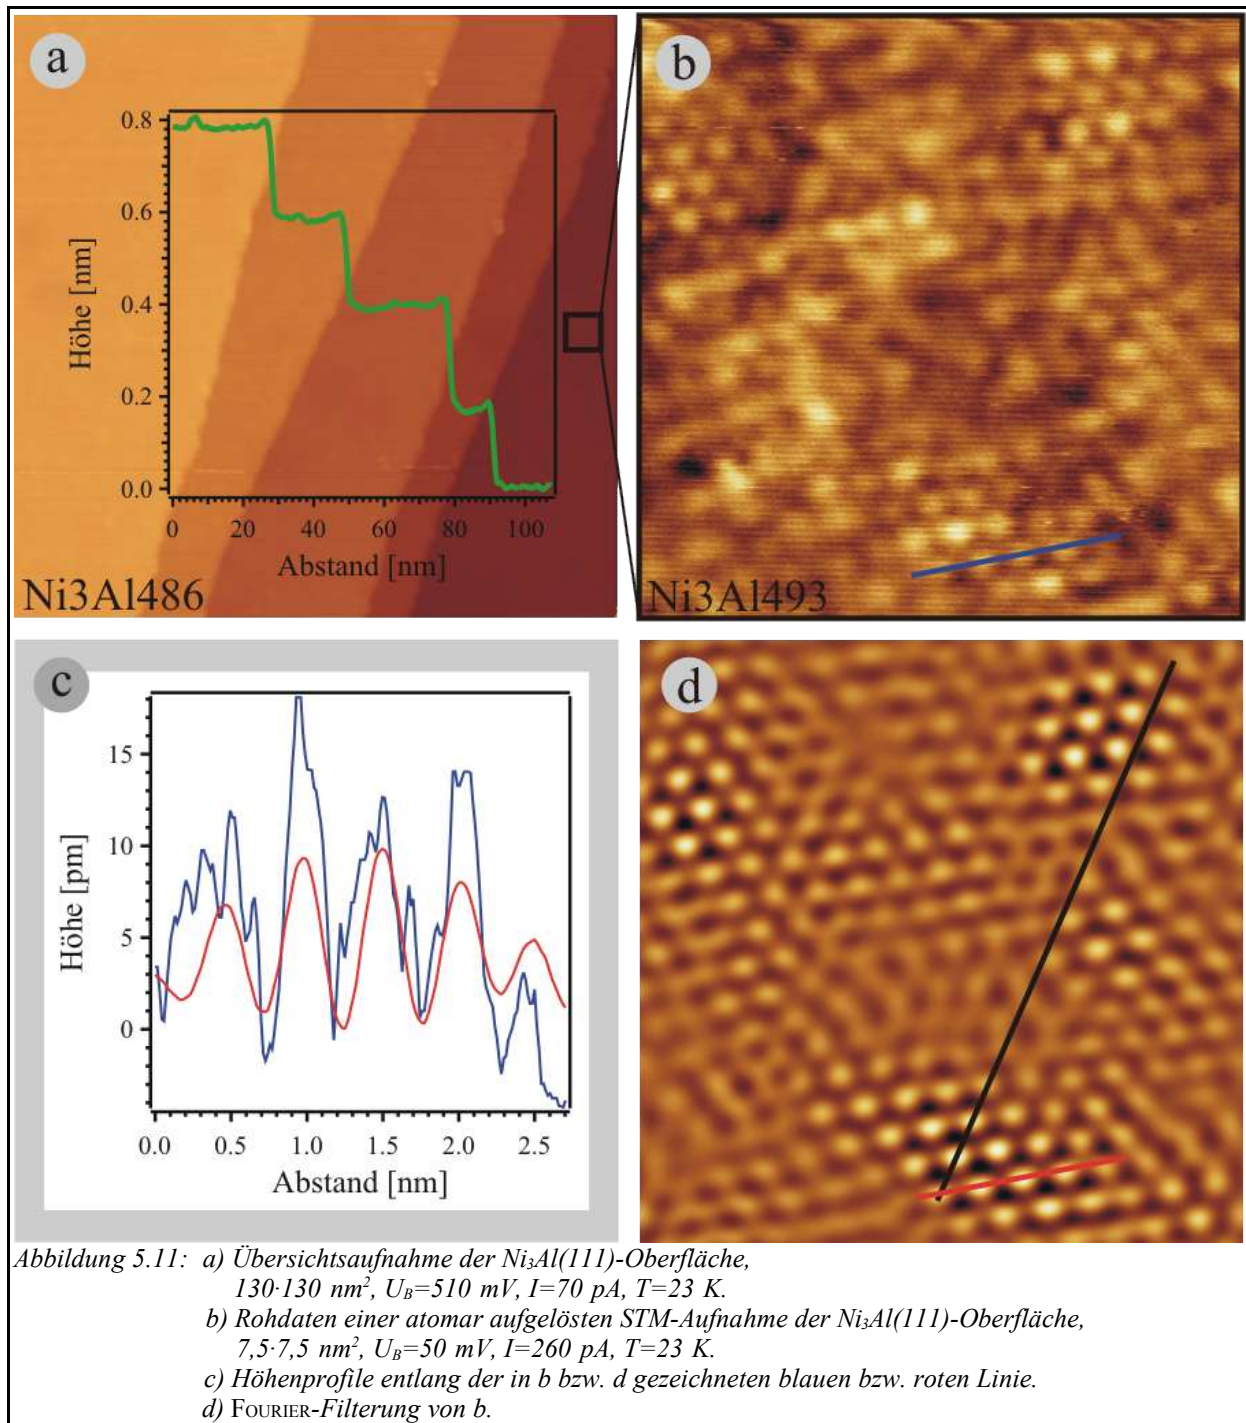 a
0.8
0.6
0.4
0.2
0.0
Höhe [nm]
0 20 40 60 80 100
Abstand [nm]
Ni3Al486
b
Ni3Al493
c
15
10
5
0
Höhe [pm]
0.0 0.5 1.0 1.5 2.0 2.5
Abstand [nm]
d
Abbildung 5.11: a) Übersichtsaufnahme der Ni₃Al(111)-Oberfläche,
130·130 nm², U_B=510 mV, I=70 pA, T=23 K.
b) Rohdaten einer atomar aufgelösten STM-Aufnahme der Ni₃Al(111)-Oberfläche,
7,5·7,5 nm², U_B=50 mV, I=260 pA, T=23 K.
c) Höhenprofile entlang der in b bzw. d gezeichneten blauen bzw. roten Linie.
d) FOURIER-Filterung von b.